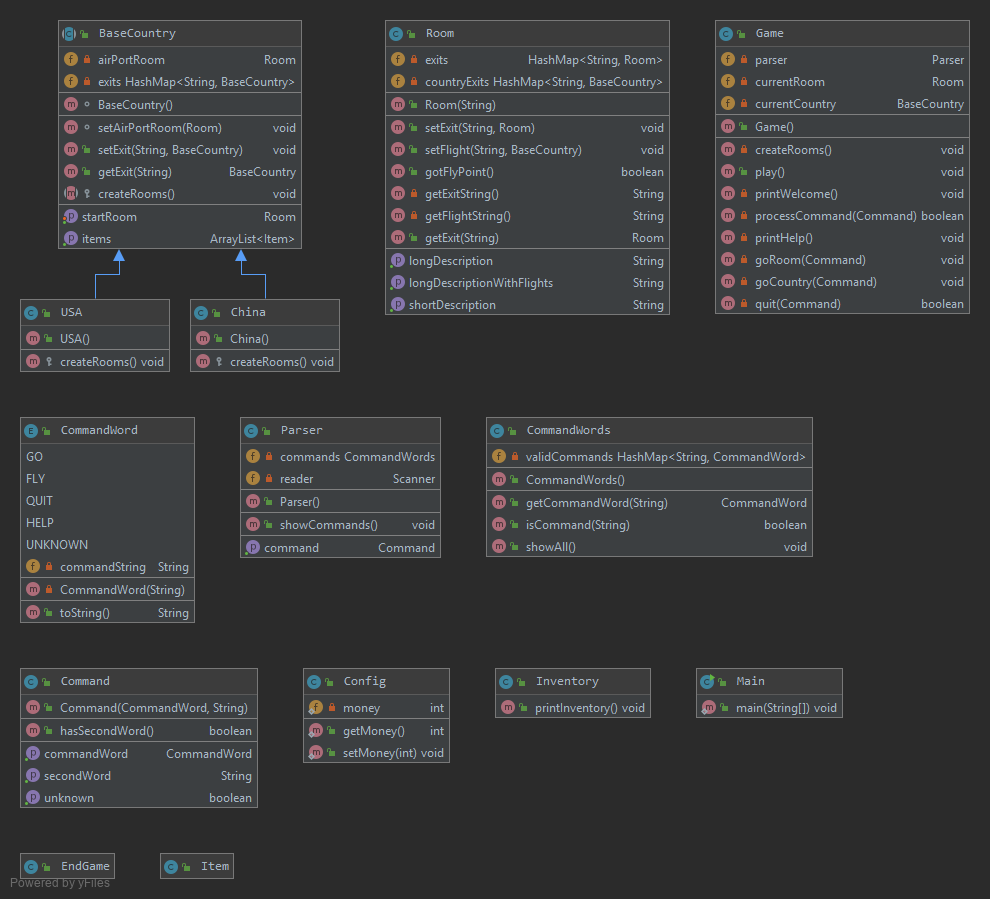 BaseCountry
airPortRoom Room
exits HashMap<String, BaseCountry>
BaseCountry()
setAirPortRoom(Room) void
setExit(String, BaseCountry) void
getExit(String) BaseCountry
createRooms() void
startRoom Room
items ArrayList<Item>
Room
exits HashMap<String, Room>
countryExits HashMap<String, BaseCountry>
Room(String)
setExit(String, Room) void
setFlight(String, BaseCountry) void
gotFlyPoint() boolean
getExitString() String
getFlightString() String
getExit(String) Room
longDescription String
longDescriptionWithFlights String
shortDescription String
Game
parser Parser
currentRoom Room
currentCountry BaseCountry
Game()
createRooms() void
play() void
printWelcome() void
processCommand(Command) boolean
printHelp() void
goRoom(Command) void
goCountry(Command) void
quit(Command) boolean
USA
USA()
createRooms() void
China
China()
createRooms() void
CommandWord
GO
FLY
QUIT
HELP
UNKNOWN
commandString String
CommandWord(String)
toString() String
Parser
commands CommandWords
reader Scanner
Parser()
showCommands() void
command Command
CommandWords
validCommands HashMap<String, CommandWord>
CommandWords()
getCommandWord(String) CommandWord
isCommand(String) boolean
showAll() void
Command
Command(CommandWord, String)
hasSecondWord() boolean
commandWord CommandWord
secondWord String
unknown boolean
Config
money int
getMoney() int
setMoney(int) void
Inventory
printInventory() void
Main
main(String[]) void
EndGame
Item
Powered by yFiles